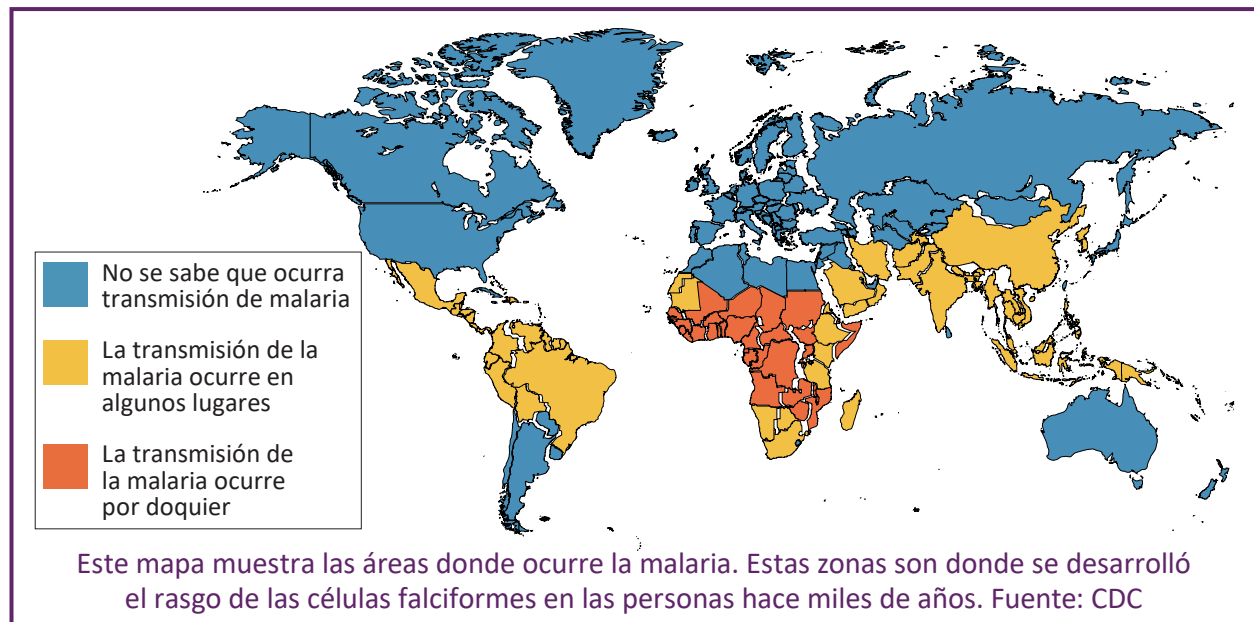 No se sabe que ocurra
transmisión de malaria
La transmisión de la
malaria ocurre en
algunos lugares
La transmisión de
la malaria ocurre
por doquier
Este mapa muestra las áreas donde ocurre la malaria. Estas zonas son donde se desarrolló
el rasgo de las células falciformes en las personas hace miles de años. Fuente: CDC